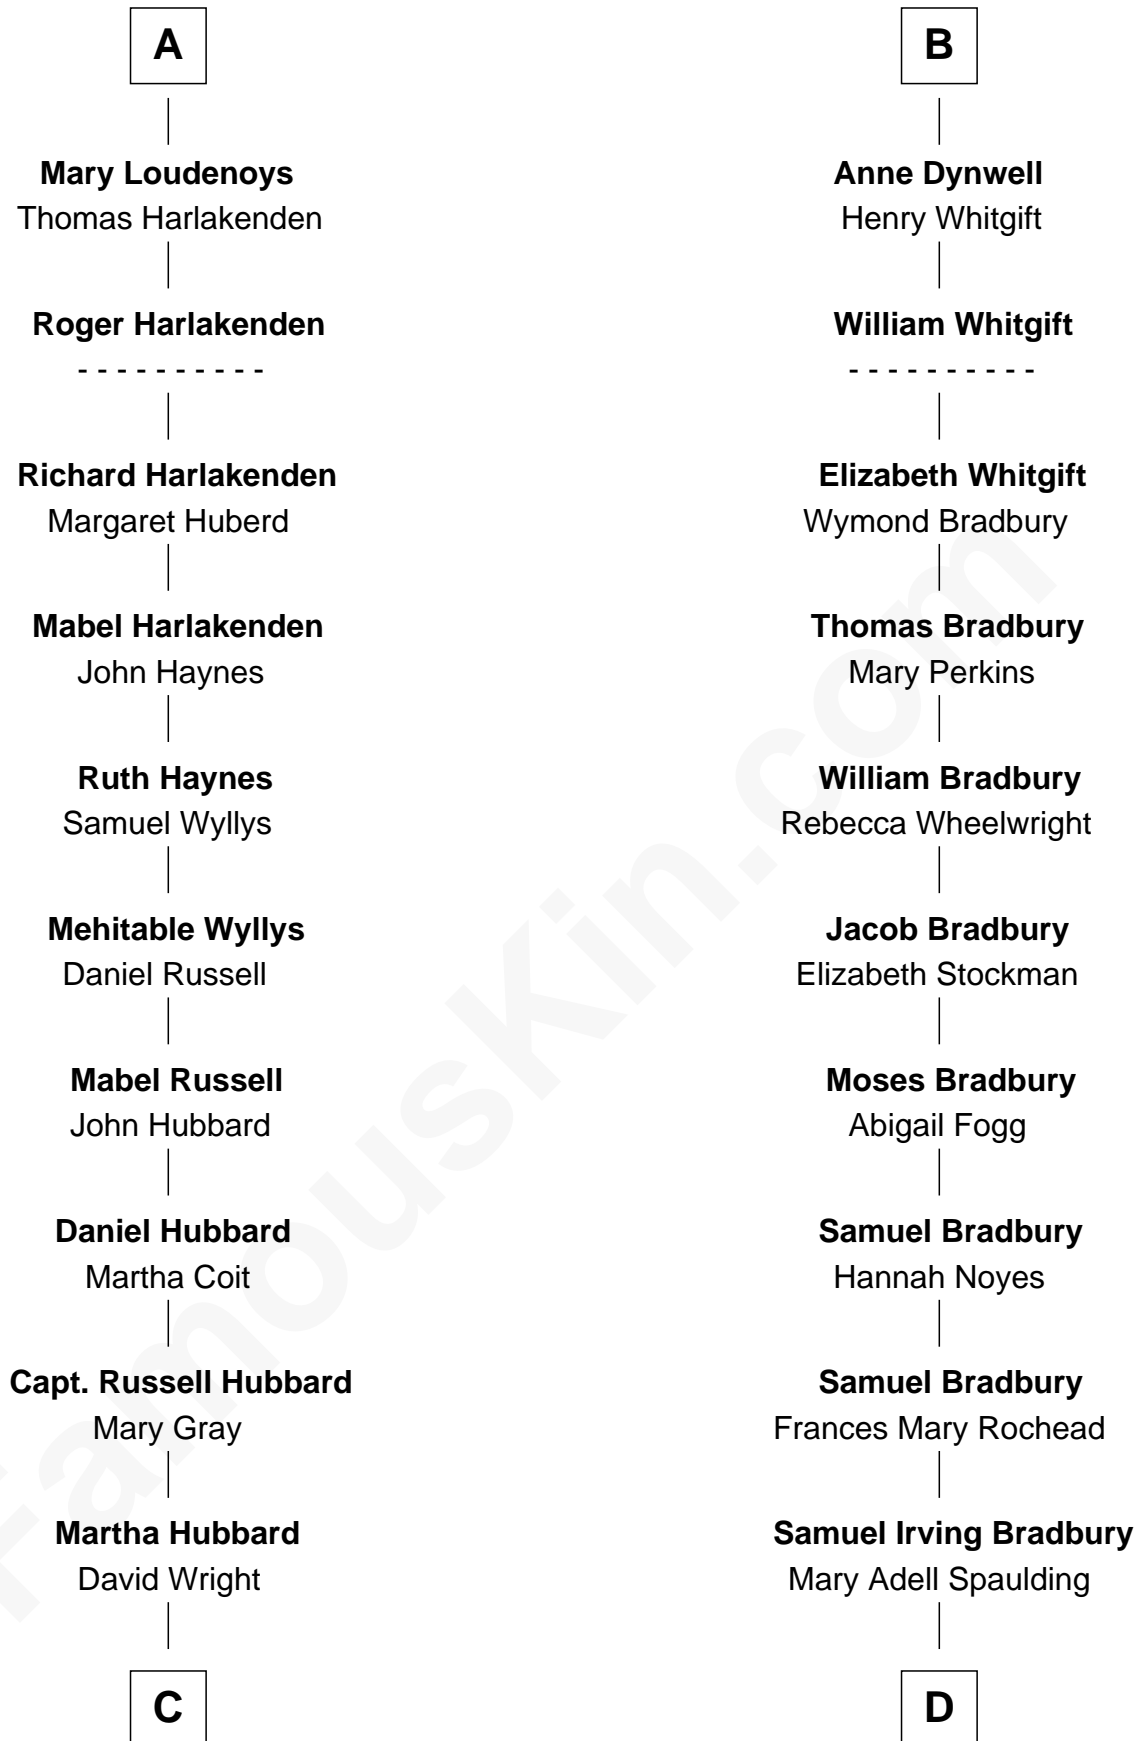 A
Mary Loudenoys
Thomas Harlakenden
Roger Harlakenden
- - - - - - - - - -
Richard Harlakenden
Margaret Huberd
Mabel Harlakenden
John Haynes
Ruth Haynes
Samuel Wyllys
Mehitable Wyllys
Daniel Russell
Mabel Russell
John Hubbard
Daniel Hubbard
Martha Coit
Capt. Russell Hubbard
Mary Gray
Martha Hubbard
David Wright
C
B
Anne Dynwell
Henry Whitgift
William Whitgift
- - - - - - - - - -
Elizabeth Whitgift
Wymond Bradbury
Thomas Bradbury
Mary Perkins
William Bradbury
Rebecca Wheelwright
Jacob Bradbury
Elizabeth Stockman
Moses Bradbury
Abigail Fogg
Samuel Bradbury
Hannah Noyes
Samuel Bradbury
Frances Mary Rochead
Samuel Irving Bradbury
Mary Adell Spaulding
D
FamousKin.com